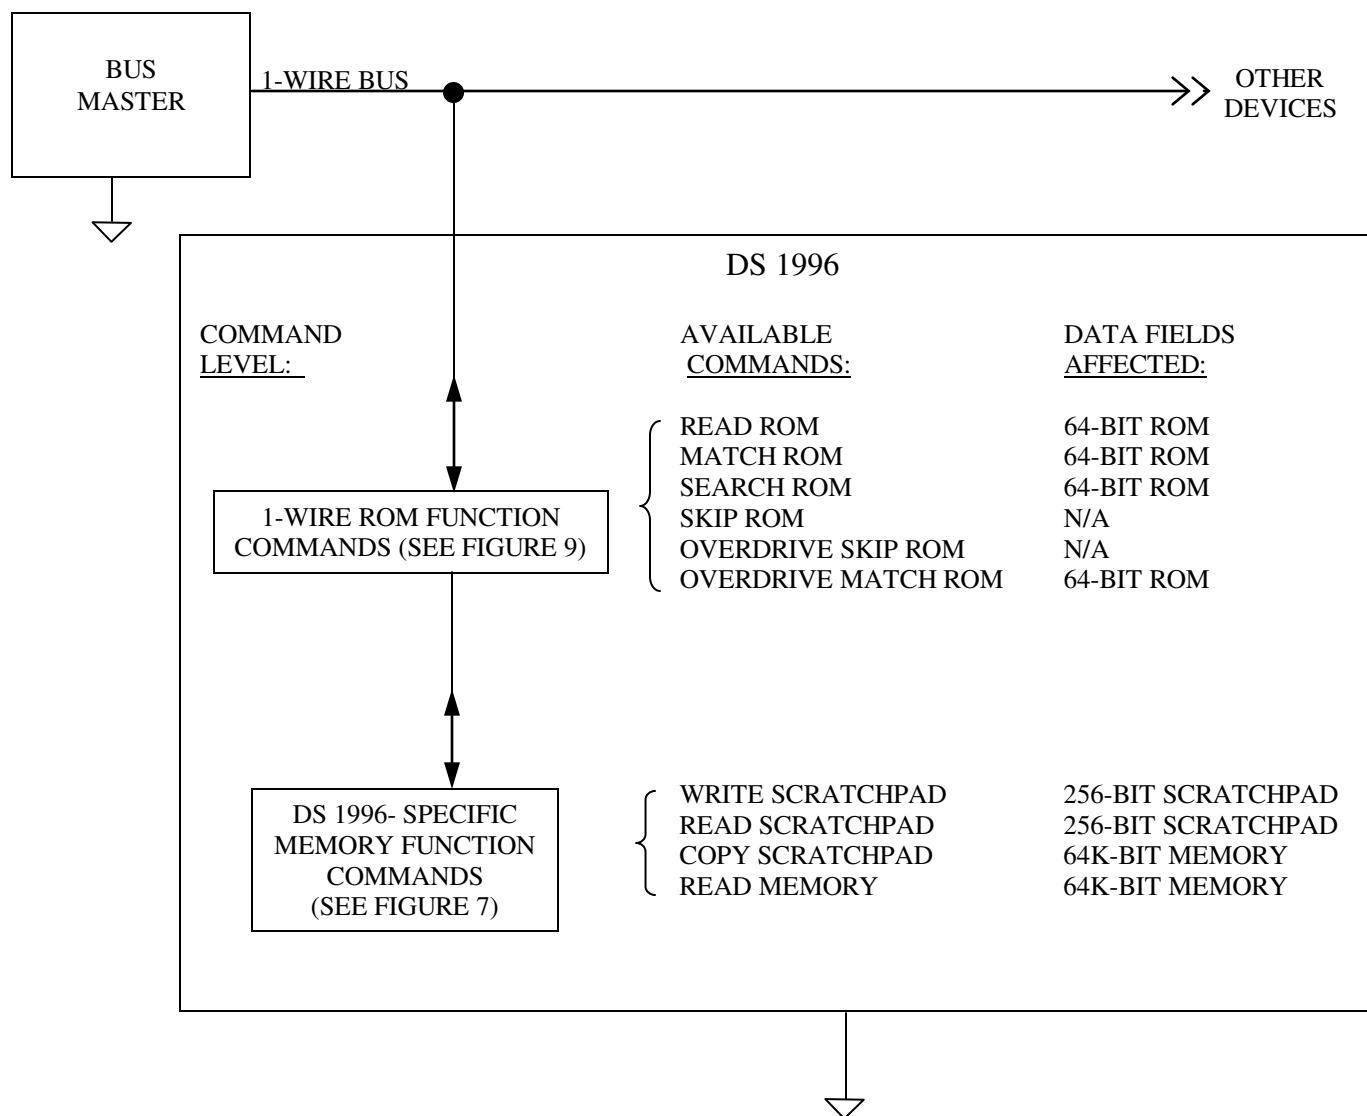 BUS
MASTER
1-WIRE BUS
OTHER
DEVICES
DS 1996
COMMAND
LEVEL:
AVAILABLE
COMMANDS:
DATA FIELDS
AFFECTED:
READ ROM 64-BIT ROM
MATCH ROM 64-BIT ROM
SEARCH ROM 64-BIT ROM
SKIP ROM N/A
OVERDRIVE SKIP ROM N/A
OVERDRIVE MATCH ROM 64-BIT ROM
1-WIRE ROM FUNCTION
COMMANDS (SEE FIGURE 9)
WRITE SCRATCHPAD 256-BIT SCRATCHPAD
READ SCRATCHPAD 256-BIT SCRATCHPAD
COPY SCRATCHPAD 64K-BIT MEMORY
READ MEMORY 64K-BIT MEMORY
DS 1996- SPECIFIC
MEMORY FUNCTION
COMMANDS
(SEE FIGURE 7)